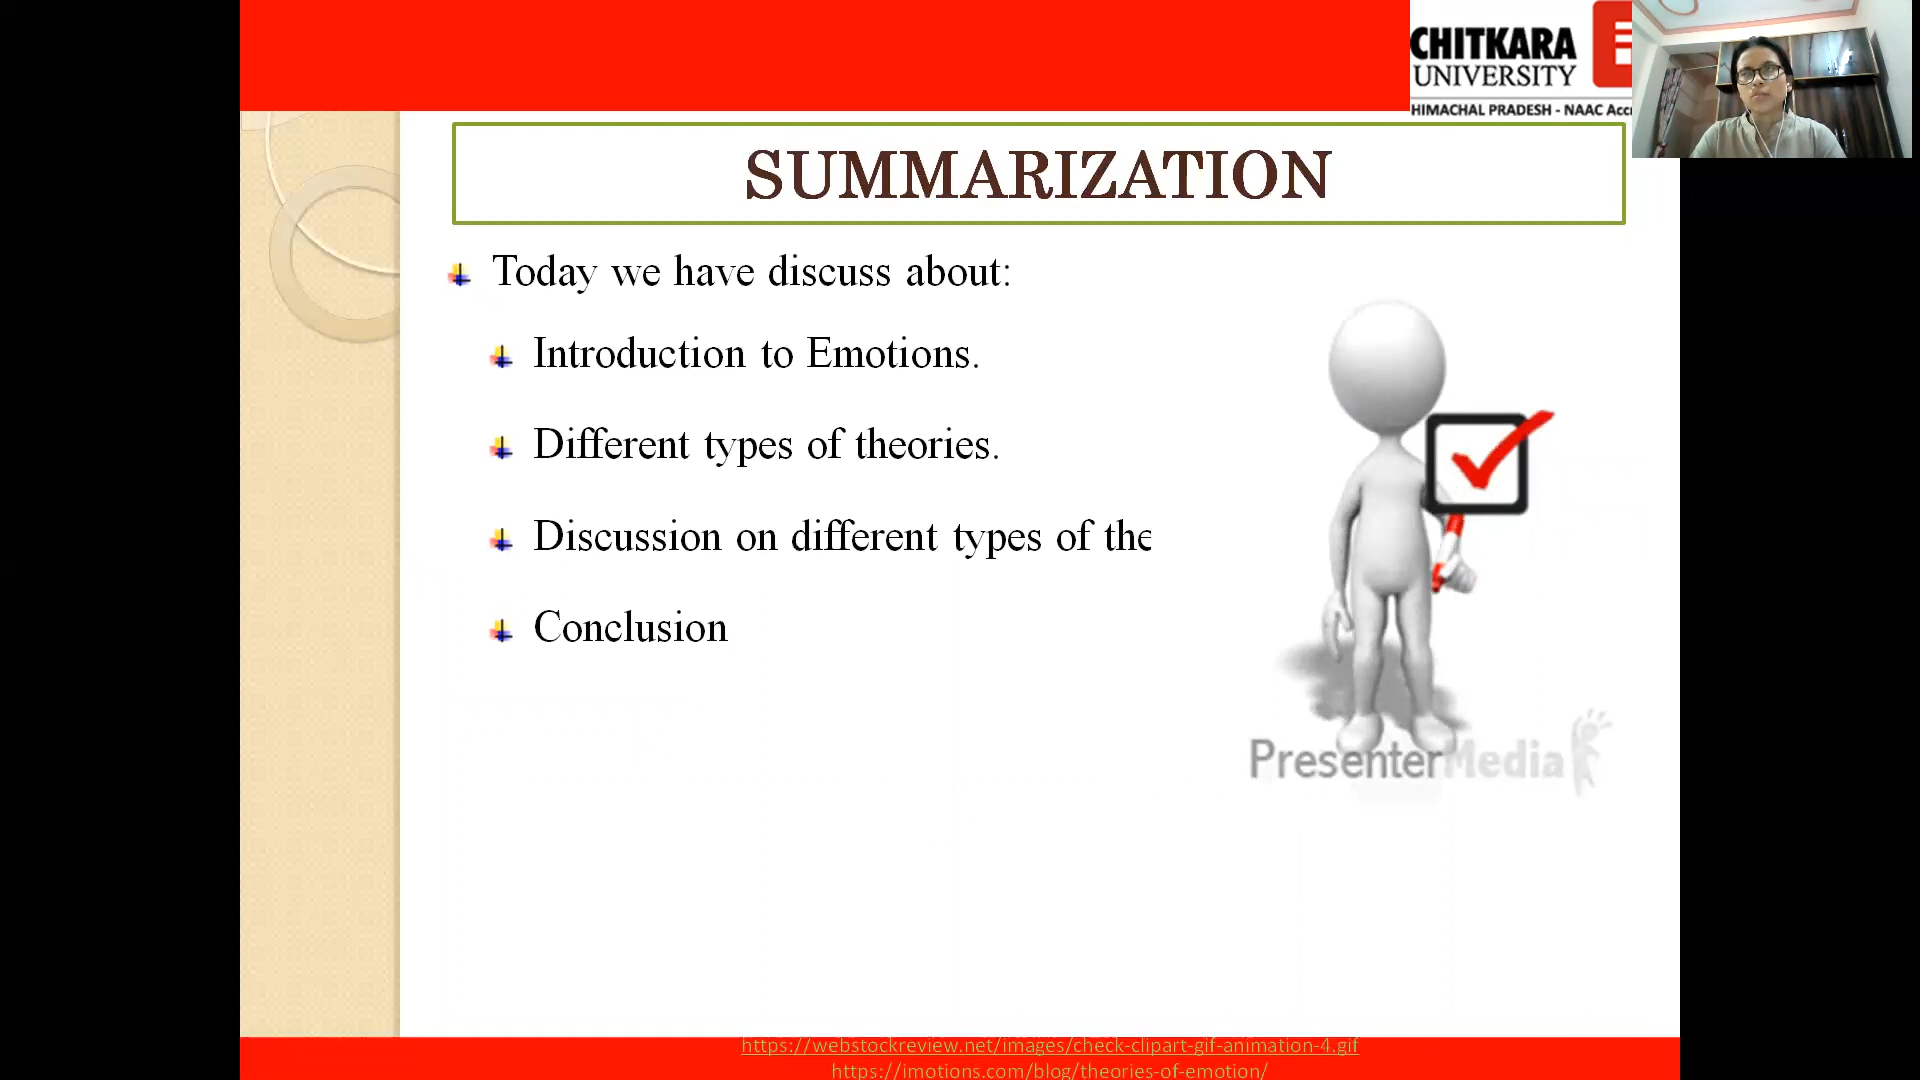 CHITKARA
UNIVERSITY
HIMACHAL PRADESH - NAAC
SUMMARIZATION
Today we have discuss about:
Introduction to Emotions.
Different types of theories.
Discussion on different types of the
Conclusion
PresenterMedia
https://webstockreview.net/images/check-clipart-gif-animation-4.gif
https://imotions.com/blog/theories-of-emotion/